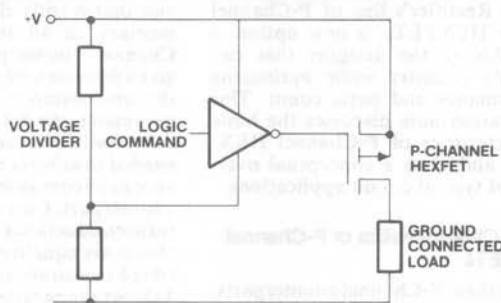 +V
VOLTAGE
DIVIDER
LOGIC
COMMAND
P-CHANNEL
HEXFET
GROUND
CONNECTED
LOAD